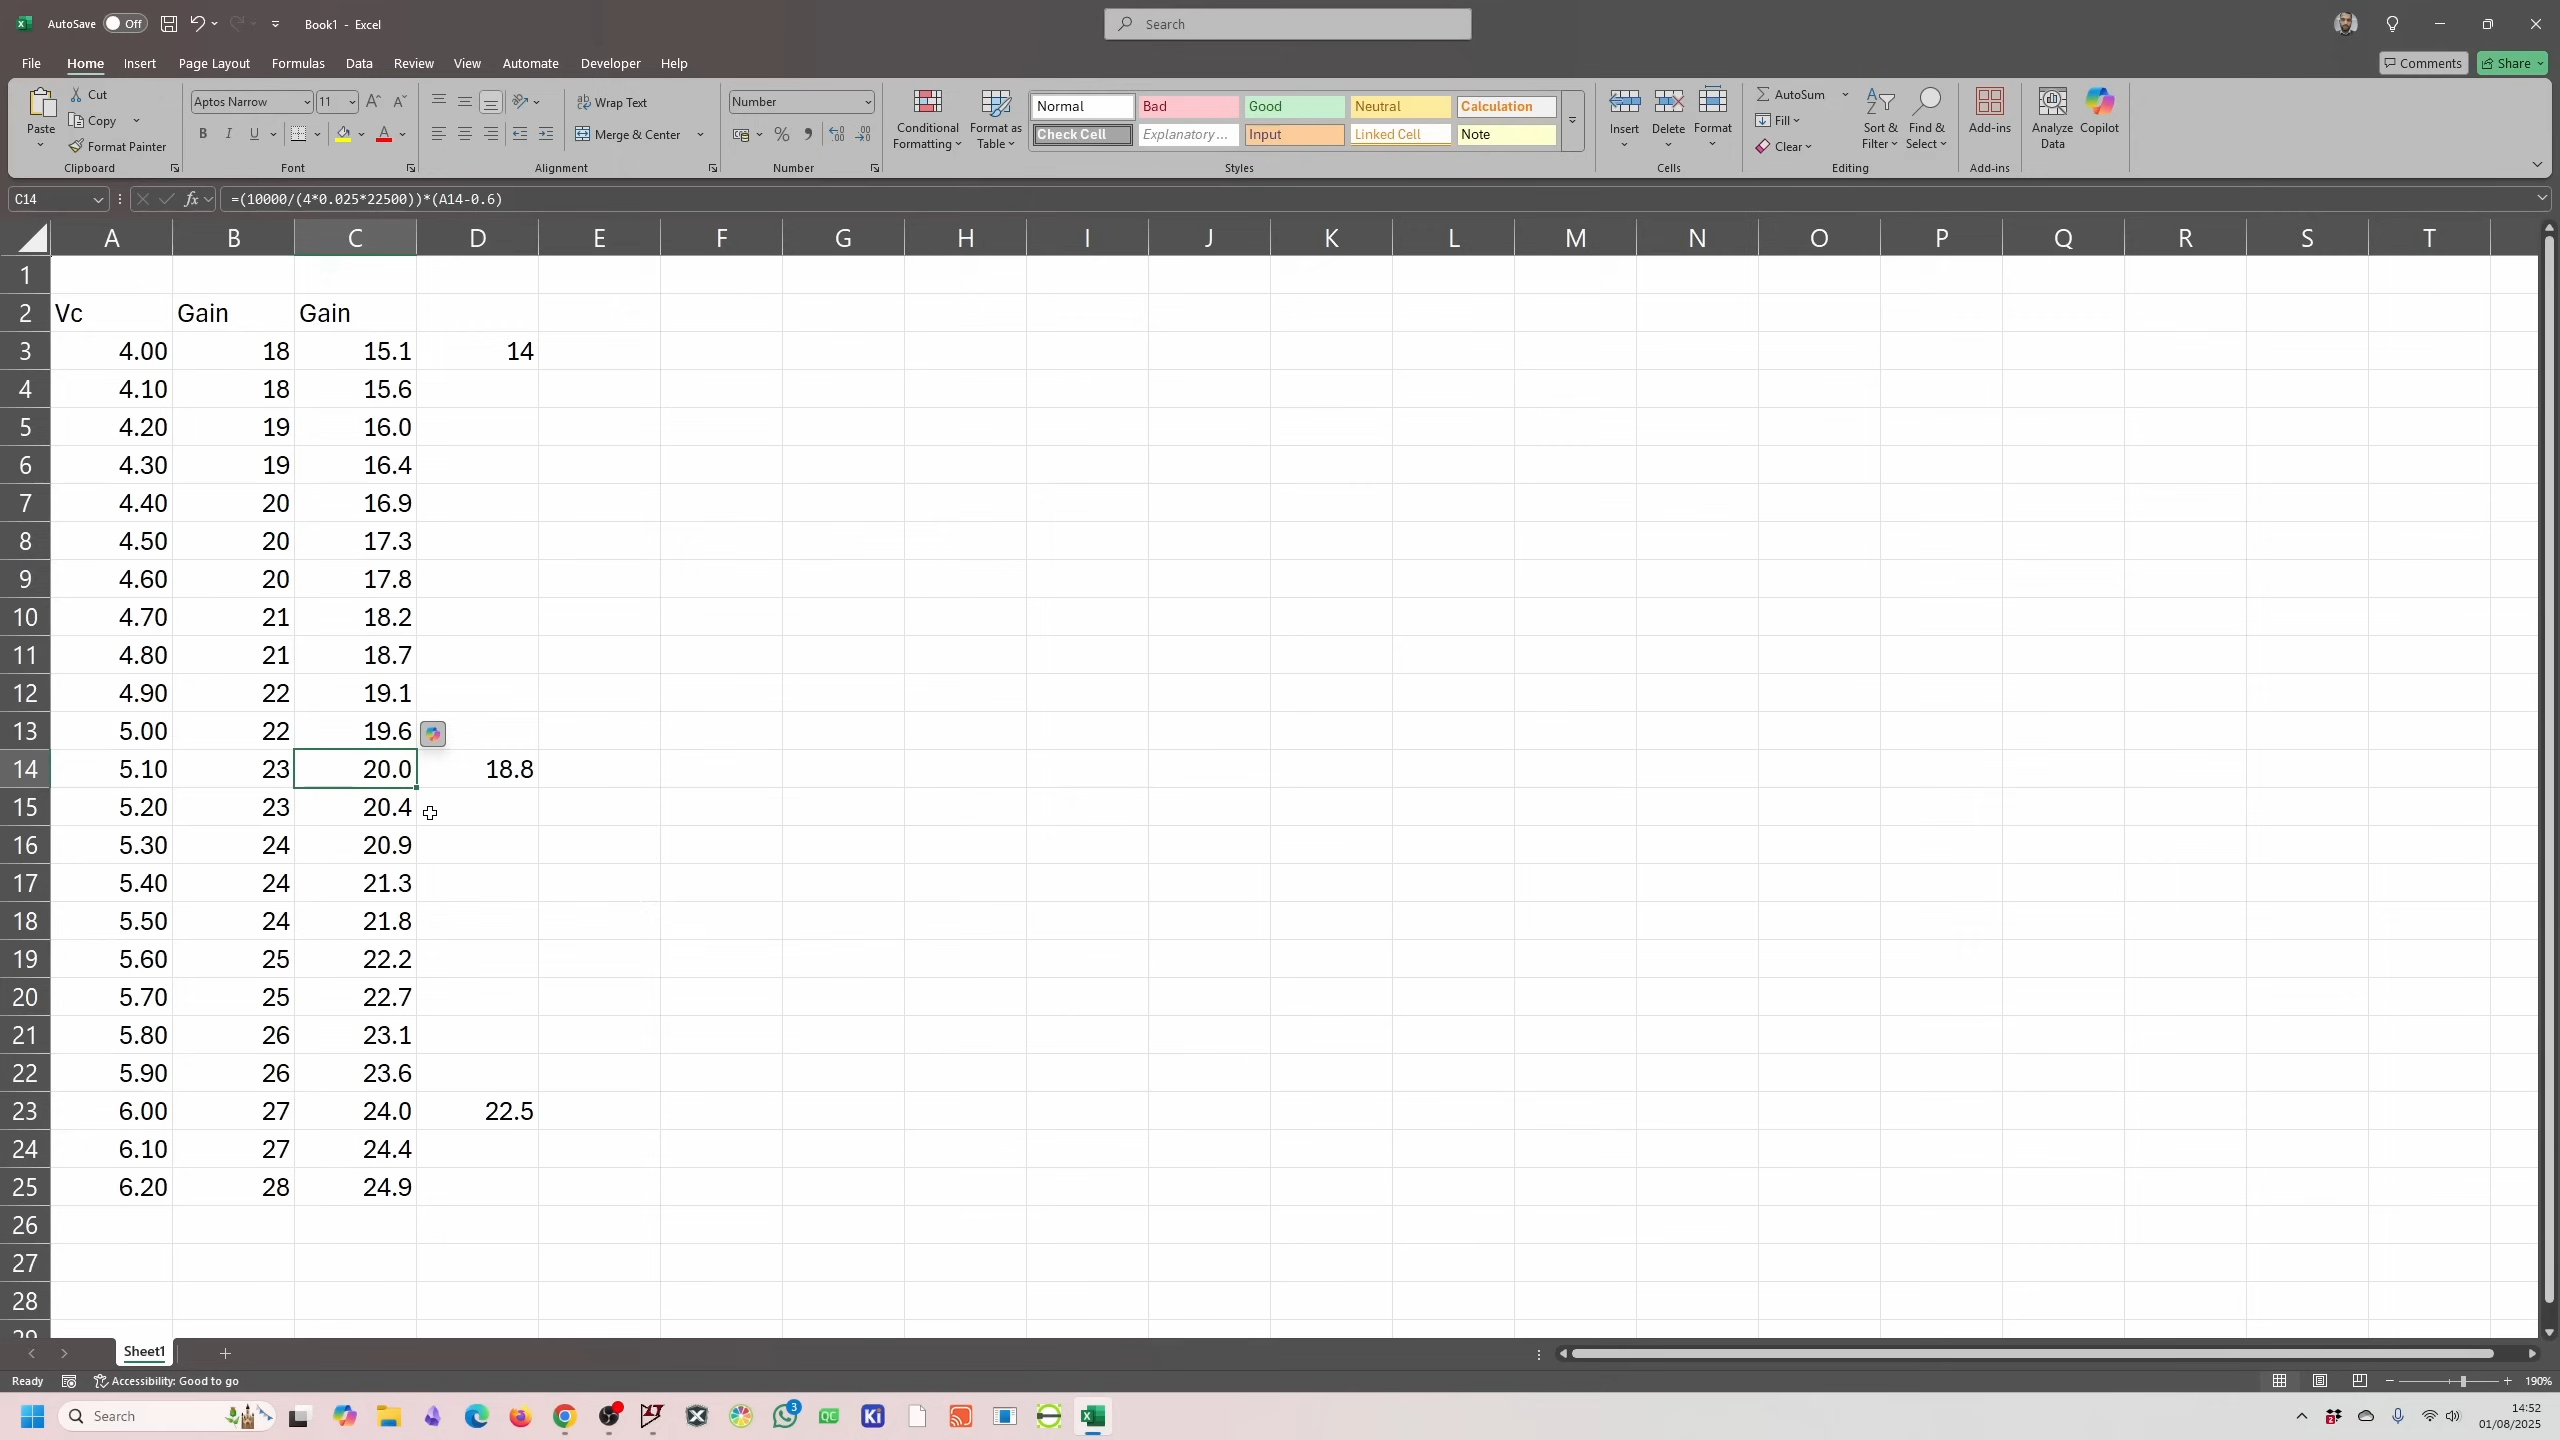 AutoSave Off Book1 - Excel Search
File Home Insert Page Layout Formulas Data Review View Automate Developer Help Comments Share
Paste Cut Copy Format Painter Clipboard
Aptos Narrow 11 B I U A Font
Wrap Text Merge & Center Alignment
Number % Number
Conditional Formatting Format as Table
Normal Bad Good Neutral Calculation
Check Cell Explanatory... Input Linked Cell Note
Styles
Insert Delete Format Cells
AutoSum Fill Clear Sort & Filter Find & Select Editing
Add-ins Add-ins
Analyze Data Copilot
C14 fx =(10000/(4*0.025*22500))*(A14-0.6)
A B C D E F G H I J K L M N O P Q R S T
1
2 Vc Gain Gain
3 4.00 18 15.1 14
4 4.10 18 15.6
5 4.20 19 16.0
6 4.30 19 16.4
7 4.40 20 16.9
8 4.50 20 17.3
9 4.60 20 17.8
10 4.70 21 18.2
11 4.80 21 18.7
12 4.90 22 19.1
13 5.00 22 19.6
14 5.10 23 20.0 18.8
15 5.20 23 20.4
16 5.30 24 20.9
17 5.40 24 21.3
18 5.50 24 21.8
19 5.60 25 22.2
20 5.70 25 22.7
21 5.80 26 23.1
22 5.90 26 23.6
23 6.00 27 24.0 22.5
24 6.10 27 24.4
25 6.20 28 24.9
26
27
28
29
Sheet1
Ready Accessibility: Good to go 190%
Search 3 QC Ki 2 14:52
01/08/2025